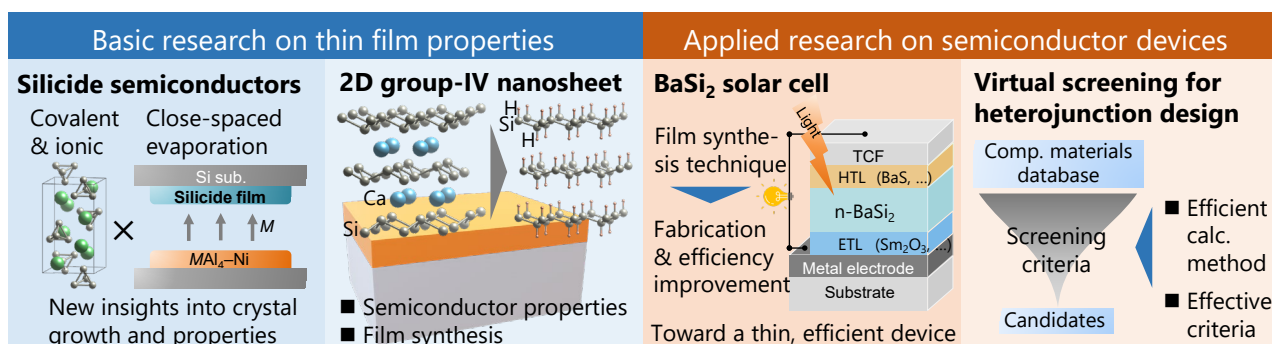 Basic research on thin film properties
Applied research on semiconductor devices
Silicide semiconductors
Covalent
& ionic
Close-spaced
evaporation
Si sub.
Silicide film
M
×
MAl₄–Ni
New insights into crystal
growth and properties
2D group-IV nanosheet
H
Si
H
Ca
Si
■ Semiconductor properties
■ Film synthesis
BaSi₂ solar cell
Film synthe-
sis technique
Fabrication
& efficiency
improvement
Light
TCF
HTL (BaS, ...)
n-BaSi₂
ETL (Sm₂O₃, ...)
Metal electrode
Substrate
Toward a thin, efficient device
Virtual screening for
heterojunction design
Comp. materials
database
Screening
criteria
Candidates
■ Efficient
calc.
method
■ Effective
criteria